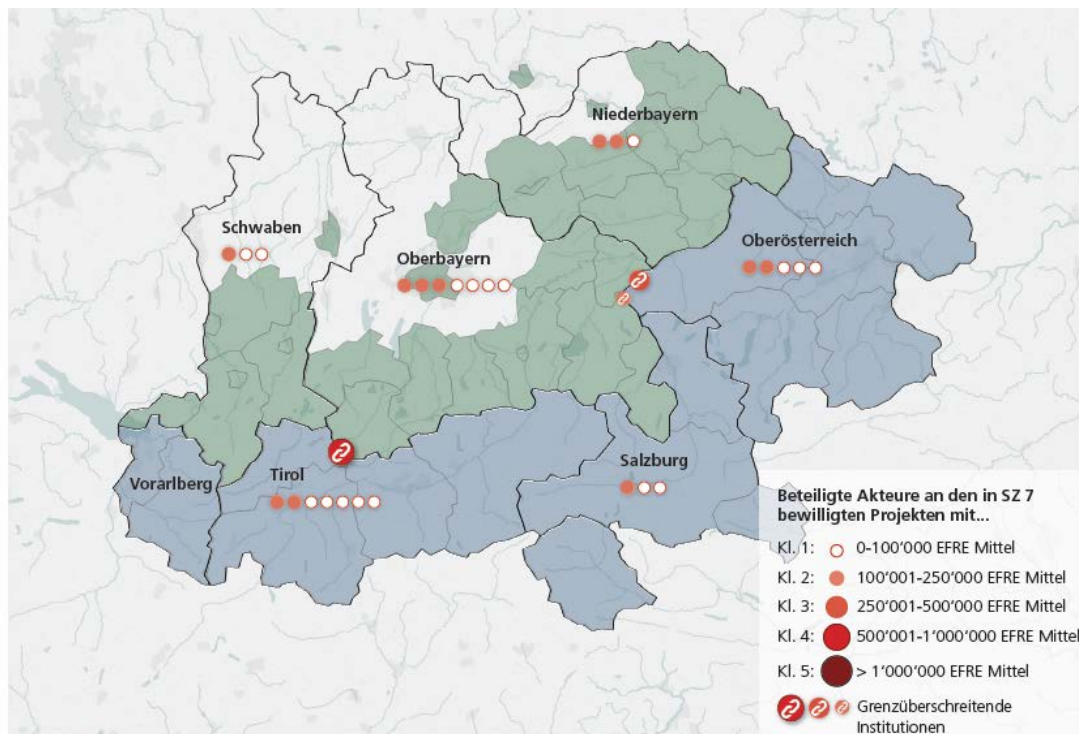 Niederbayern
Schwaben
Oberbayern
Oberösterreich
Vorarlberg
Tirol
Salzburg
Beteiligte Akteure an den in SZ 7
bewilligten Projekten mit...
Kl. 1: 0-100'000 EFRE Mittel
Kl. 2: 100'001-250'000 EFRE Mittel
Kl. 3: 250'001-500'000 EFRE Mittel
Kl. 4: 500'001-1'000'000 EFRE Mittel
Kl. 5: > 1'000'000 EFRE Mittel
Grenzüberschreitende
Institutionen